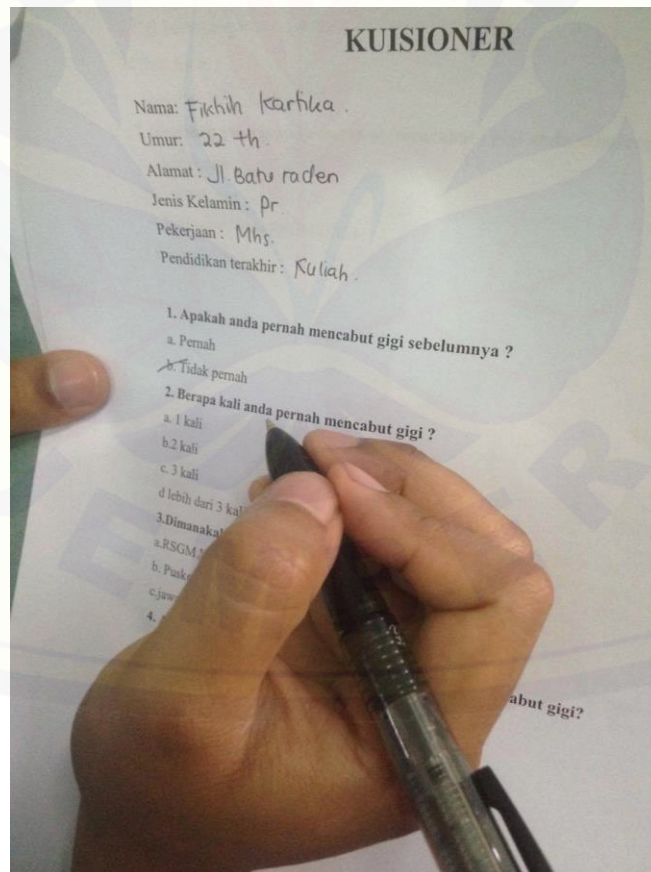 KUISIONER
Nama: Fikhih Kartika.
Umur: 22 th.
Alamat : Jl. Batu raden
Jenis Kelamin : Pr.
Pekerjaan : Mhs.
Pendidikan terakhir : Kuliah.
1. Apakah anda pernah mencabut gigi sebelumnya ?
a. Pernah
b. Tidak pernah
2. Berapa kali anda pernah mencabut gigi ?
a. 1 kali
b.2 kali
c. 3 kali
d lebih dari 3
a.RSGM
b.
4.
abut gigi?